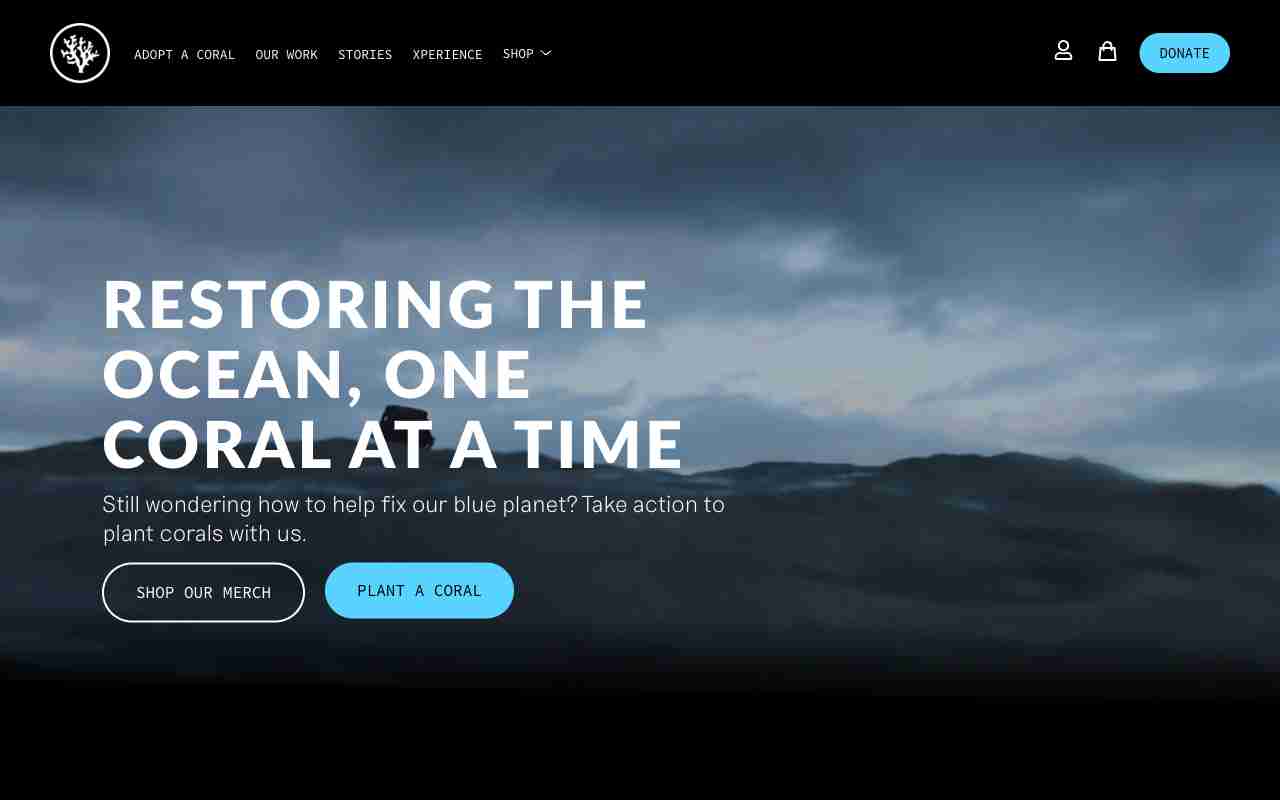 ADOPT A CORAL
OUR WORK
STORIES
XPERIENCE
SHOP
DONATE
RESTORING THE
OCEAN, ONE
CORAL AT A TIME
Still wondering how to help fix our blue planet? Take action to
plant corals with us.
SHOP OUR MERCH
PLANT A CORAL